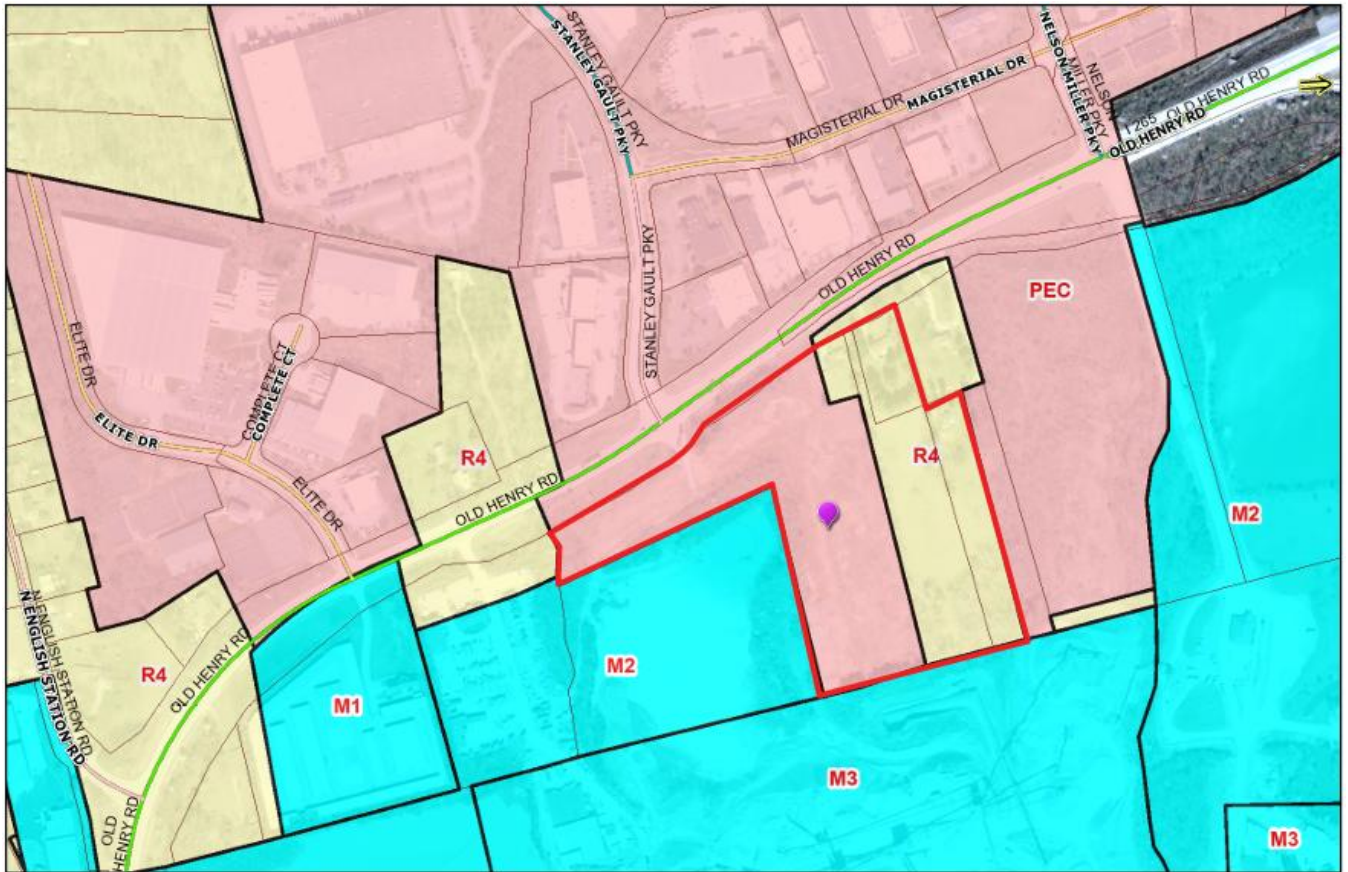 STANLEY GAULT PKY
STANLEY GAULT PKY
NELSON MILLER PKY
NELSON MILLER PKY
MAGISTERIAL DR
MAGISTERIAL DR
I 265 OLD HENRY RD
OLD HENRY RD
STANLEY GAULT PKY
OLD HENRY RD
PEC
ELITE DR
COMPLETE CT
COMPLETE CT
ELITE DR
ELITE DR
R4
OLD HENRY RD
R4
M2
N ENGLISH STATION RD
N ENGLISH STATION RD
R4
OLD HENRY RD
M1
M2
M3
OLD HENRY RD
M3